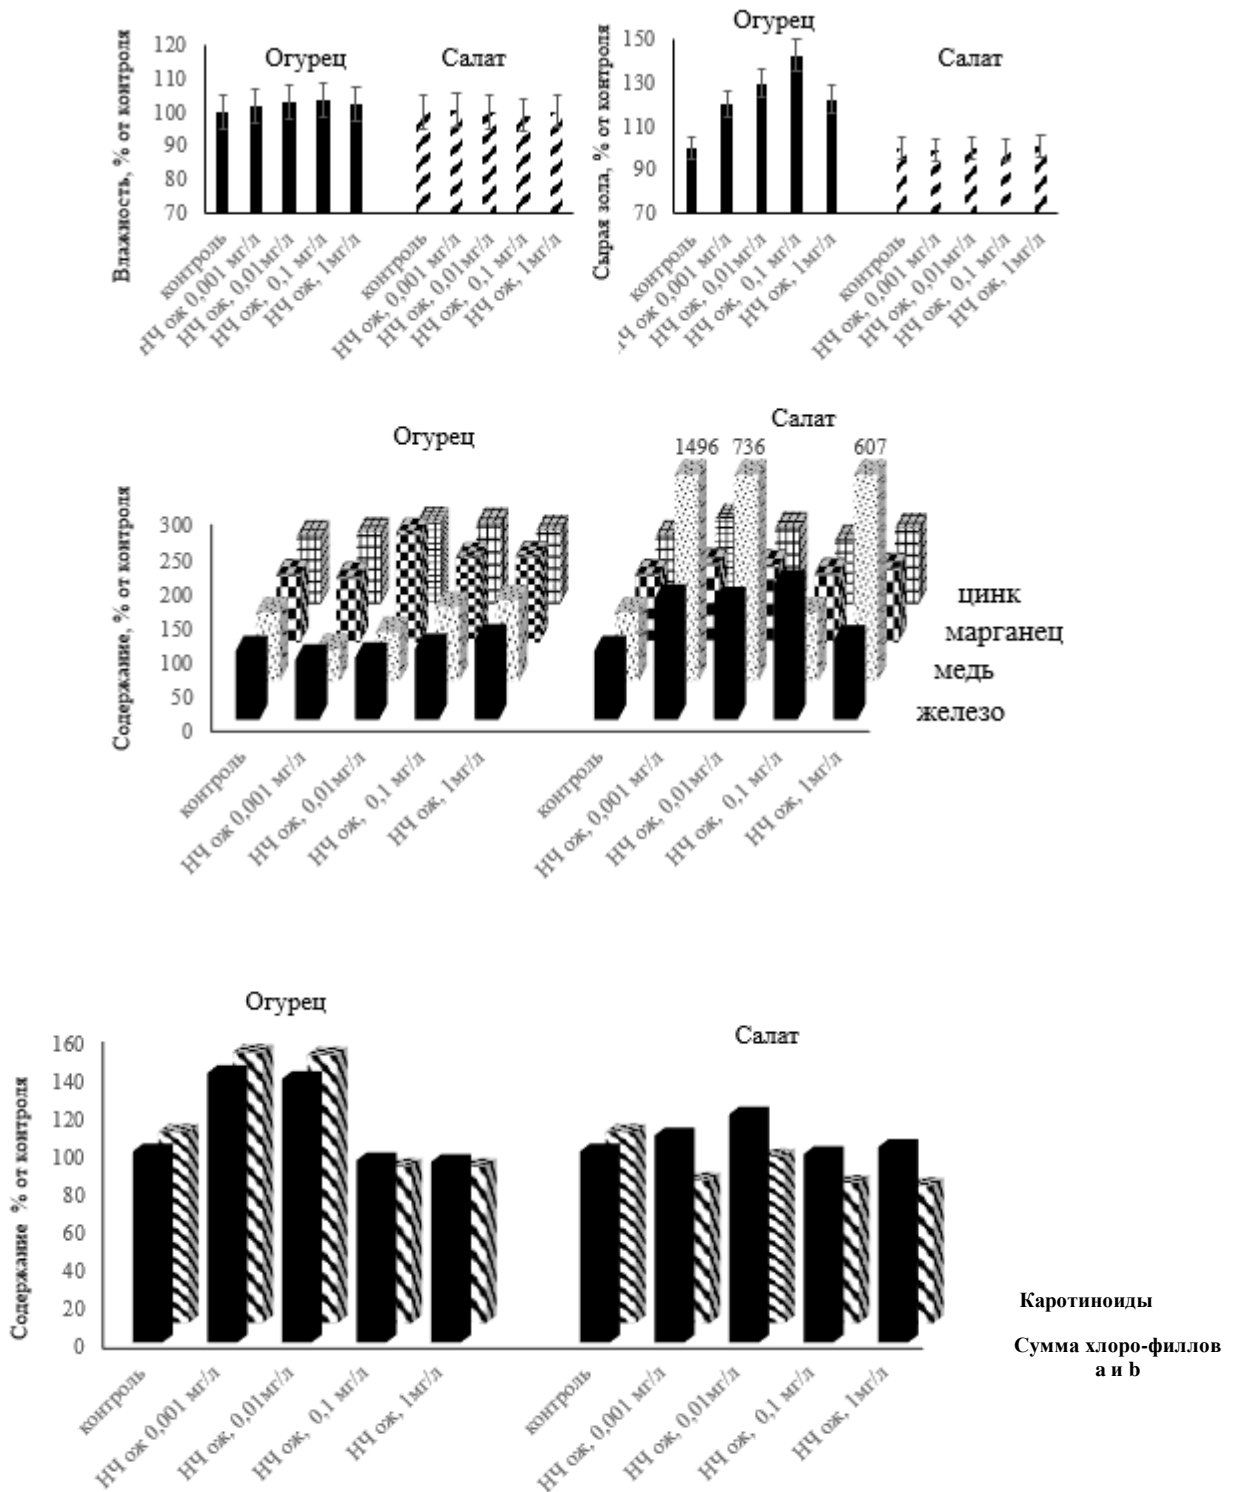 Влажность, % от контроля
120
110
100
90
80
70
Огурец
Салат
контроль
НЧ ож 0,001 мг/л
НЧ ож, 0,01мг/л
НЧ ож, 0,1 мг/л
НЧ ож, 1мг/л
контроль
НЧ ож, 0,001 мг/л
НЧ ож, 0,01мг/л
НЧ ож, 0,1 мг/л
НЧ ож, 1мг/л
Сырая зола, % от контроля
150
130
110
90
70
Огурец
Салат
контроль
НЧ ож 0,001 мг/л
НЧ ож, 0,01мг/л
НЧ ож, 0,1 мг/л
НЧ ож, 1мг/л
контроль
НЧ ож, 0,001 мг/л
НЧ ож, 0,01мг/л
НЧ ож, 0,1 мг/л
НЧ ож, 1мг/л
Содержание, % от контроля
300
250
200
150
100
50
0
Огурец
Салат
1496 736 607
цинк
марганец
медь
железо
контроль
НЧ ож 0,001 мг/л
НЧ ож, 0,01мг/л
НЧ ож, 0,1 мг/л
НЧ ож, 1мг/л
контроль
НЧ ож, 0,001 мг/л
НЧ ож, 0,01мг/л
НЧ ож, 0,1 мг/л
НЧ ож, 1мг/л
Содержание % от контроля
160
140
120
100
80
60
40
20
0
Огурец
Салат
Каротиноиды
Сумма хлоро-филлов
a и b
контроль
НЧ ож 0,001 мг/л
НЧ ож, 0,01мг/л
НЧ ож, 0,1 мг/л
НЧ ож, 1мг/л
контроль
НЧ ож, 0,001 мг/л
НЧ ож, 0,01мг/л
НЧ ож, 0,1 мг/л
НЧ ож, 1мг/л